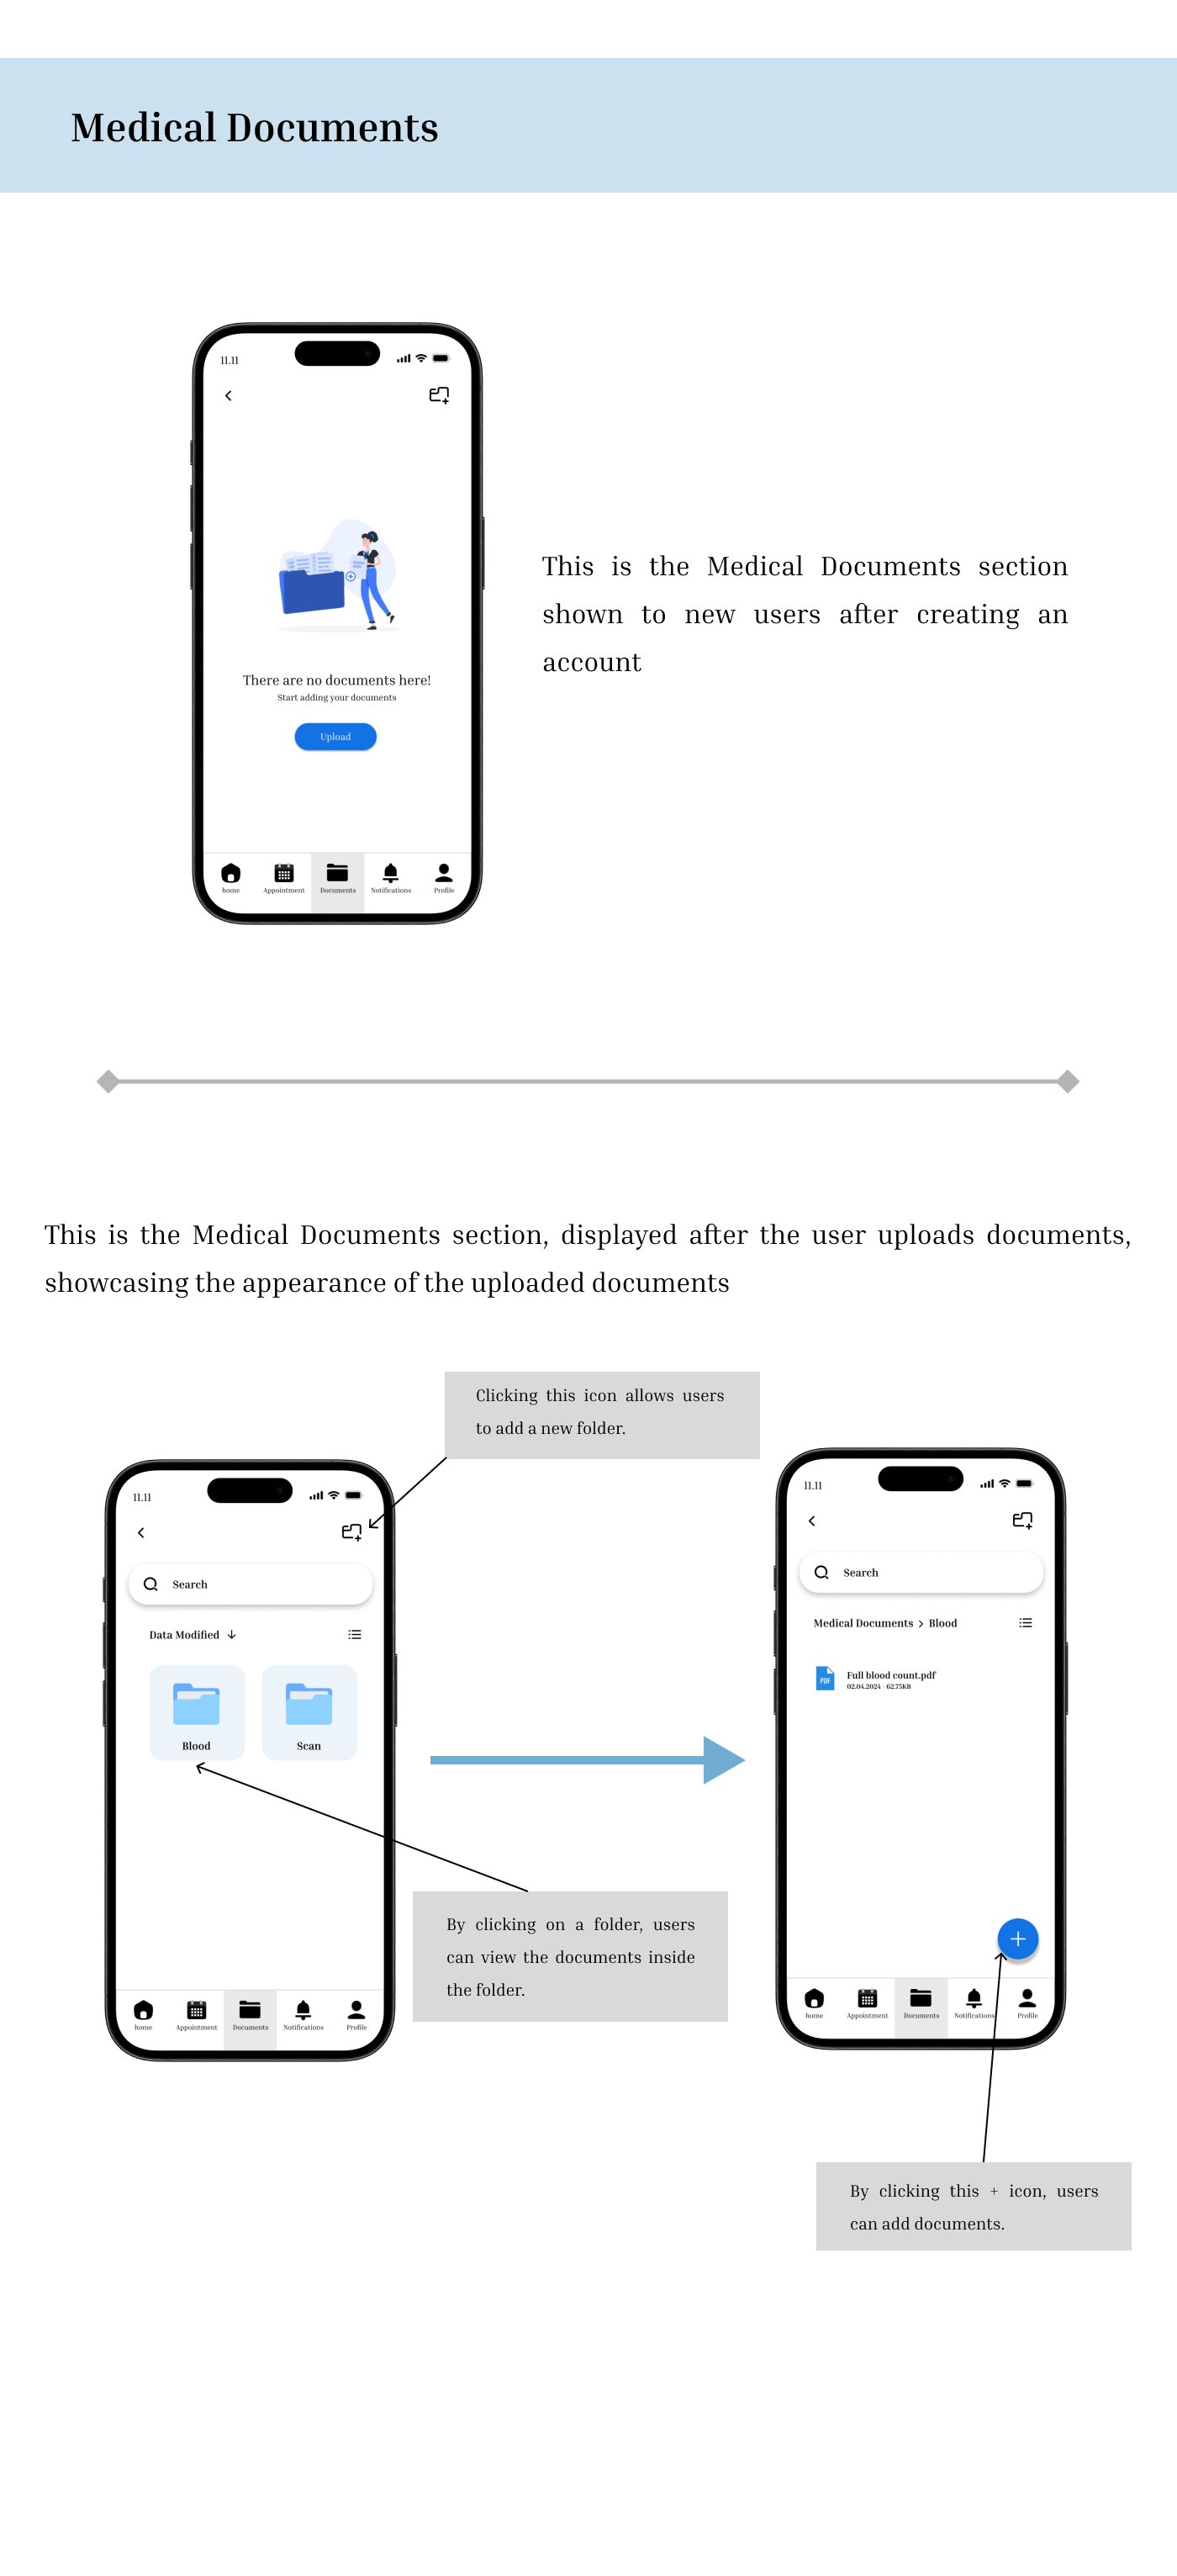 Medical Documents
11.11
This is the Medical Documents section
shown to new users after creating an
account
There are no documents here!
Start adding your documents
Upload
home Appointment Documents Notifications Profile
This is the Medical Documents section, displayed after the user uploads documents,
showcasing the appearance of the uploaded documents
Clicking this icon allows users
to add a new folder.
11.11
Search
Data Modified
Blood Scan
By clicking on a folder, users
can view the documents inside
the folder.
home Appointment Documents Notifications Profile
11.11
Search
Medical Documents > Blood
PDF
Full blood count.pdf
02.04.2024 - 62.75KB
+
home Appointment Documents Notifications Profile
By clicking this + icon, users
can add documents.